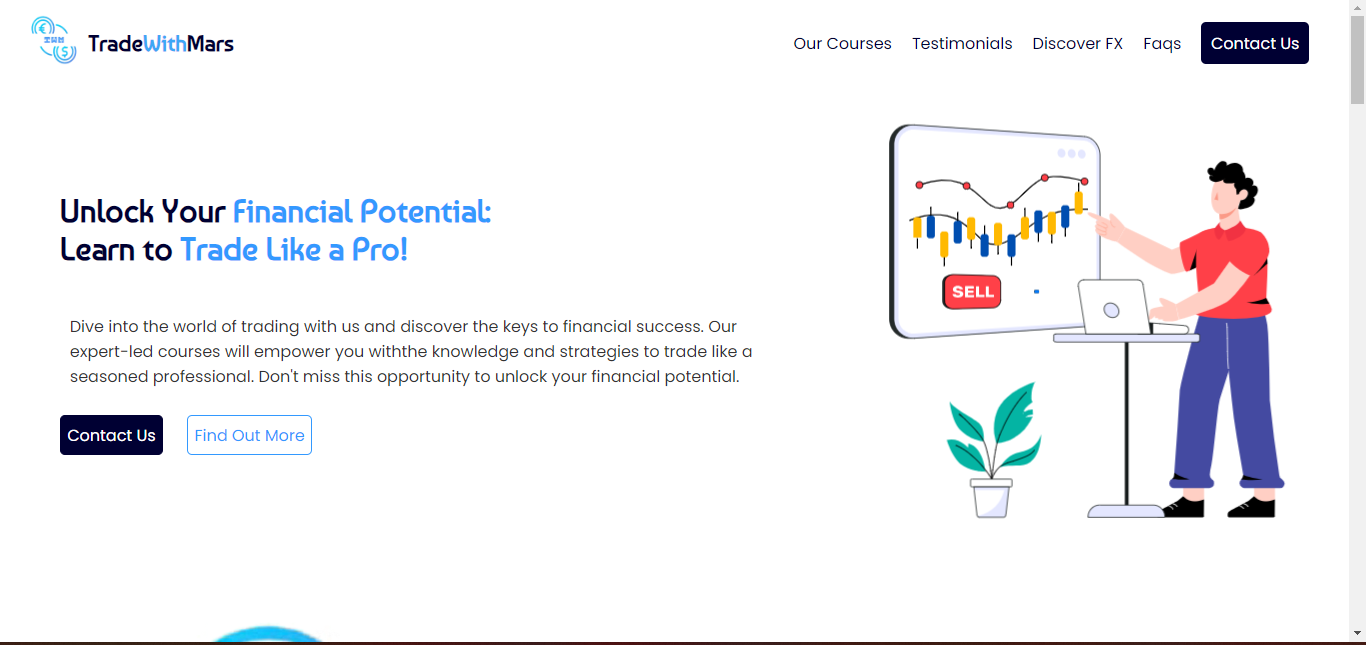 TradeWithMars
Our Courses
Testimonials
Discover FX
Faqs
Contact Us
Unlock Your Financial Potential:
Learn to Trade Like a Pro!
Dive into the world of trading with us and discover the keys to financial success. Our
expert-led courses will empower you withthe knowledge and strategies to trade like a
seasoned professional. Don't miss this opportunity to unlock your financial potential.
Contact Us
Find Out More
SELL